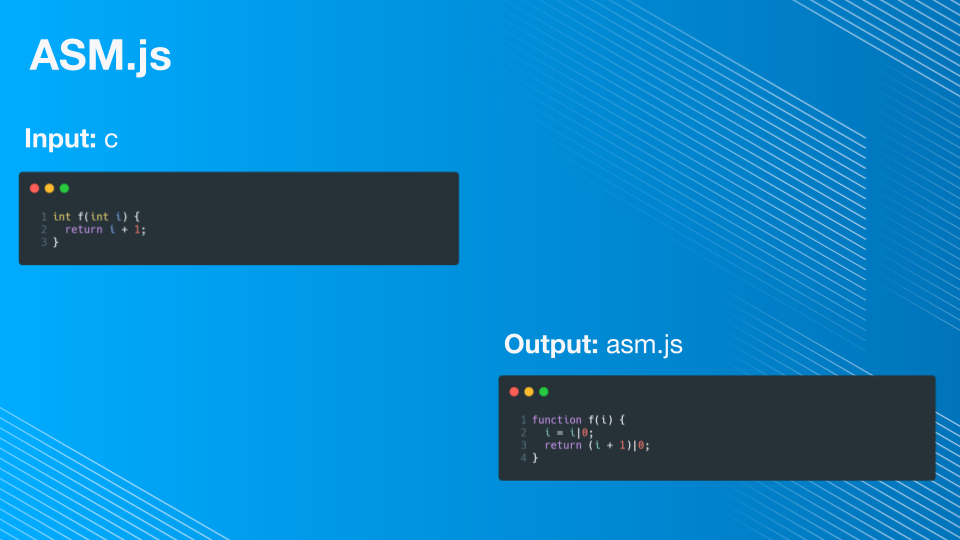 ASM.js
Input: c
1 int f(int i) {
2   return i + 1;
3 }
Output: asm.js
1 function f(i) {
2   i = i|0;
3   return (i + 1)|0;
4 }